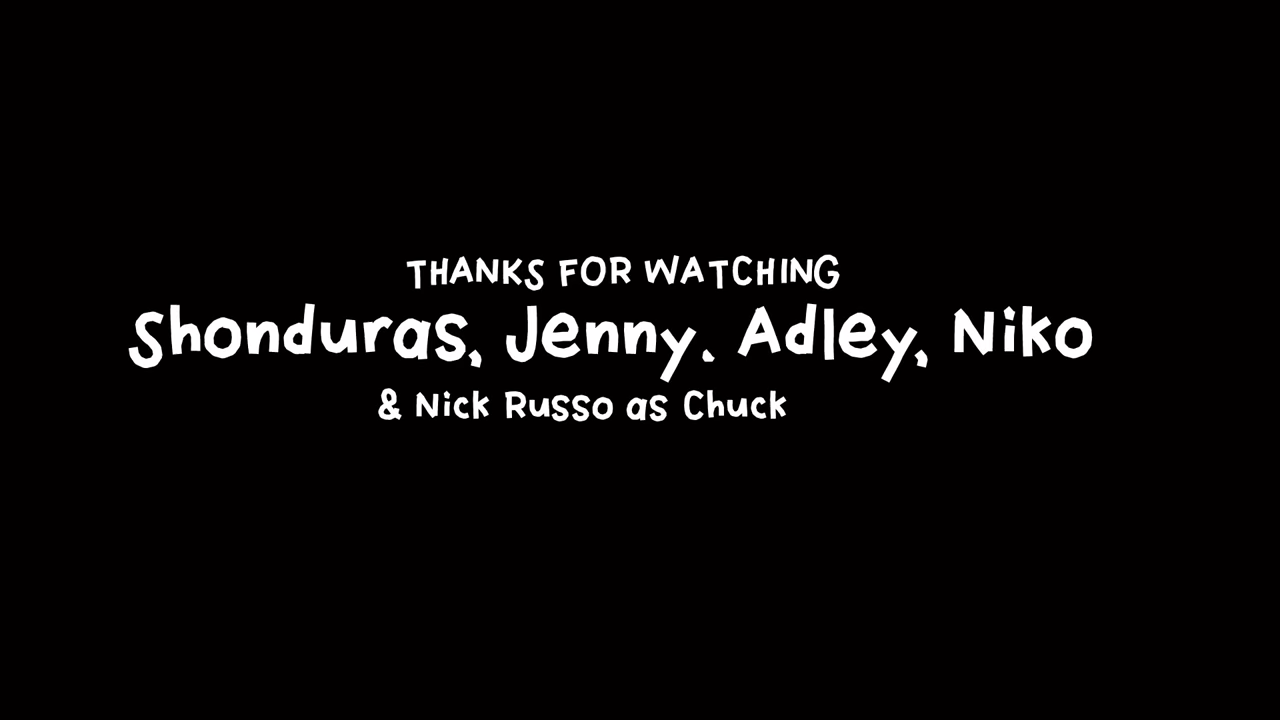 THANKS FOR WATCHING
Shonduras, Jenny. Adley, Niko
& Nick Russo as Chuck